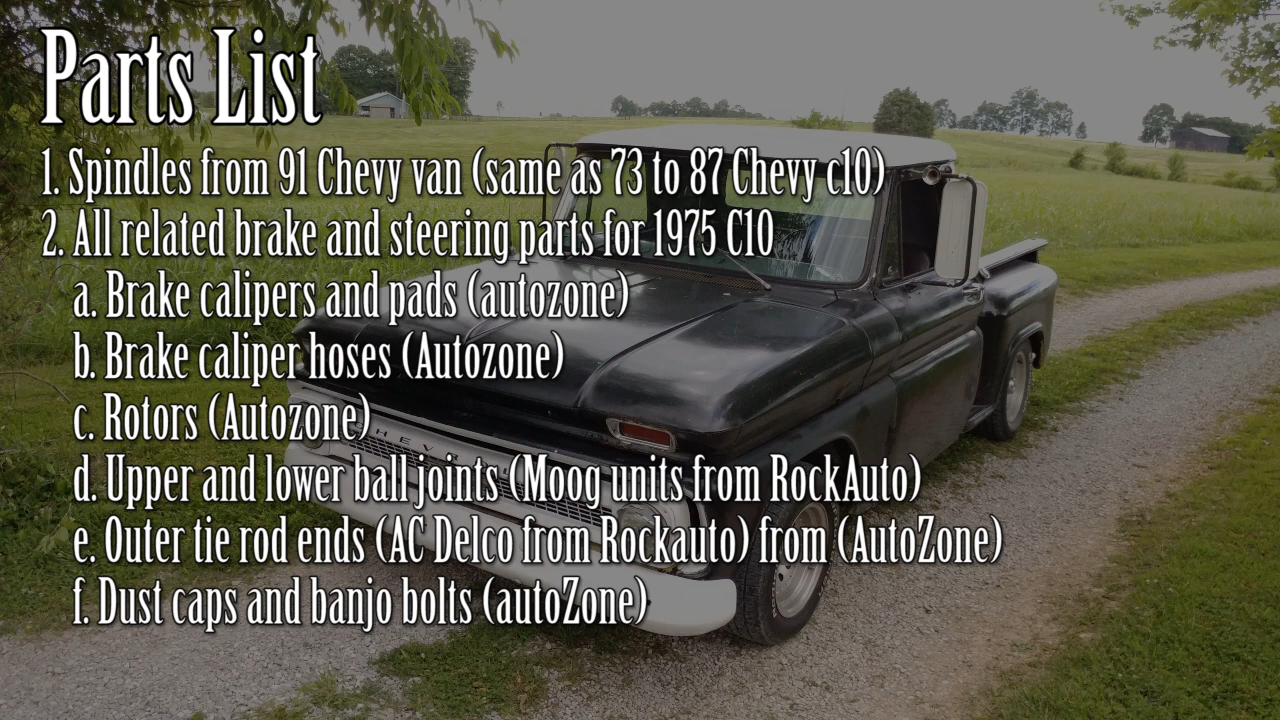 Parts List
1. Spindles from 91 Chevy van (same as 73 to 87 Chevy c10)
2. All related brake and steering parts for 1975 C10
a. Brake calipers and pads (autozone)
b. Brake caliper hoses (Autozone)
c. Rotors (Autozone)
d. Upper and lower ball joints (Moog units from RockAuto)
e. Outer tie rod ends (AC Delco from Rockauto) from (AutoZone)
f. Dust caps and banjo bolts (autoZone)